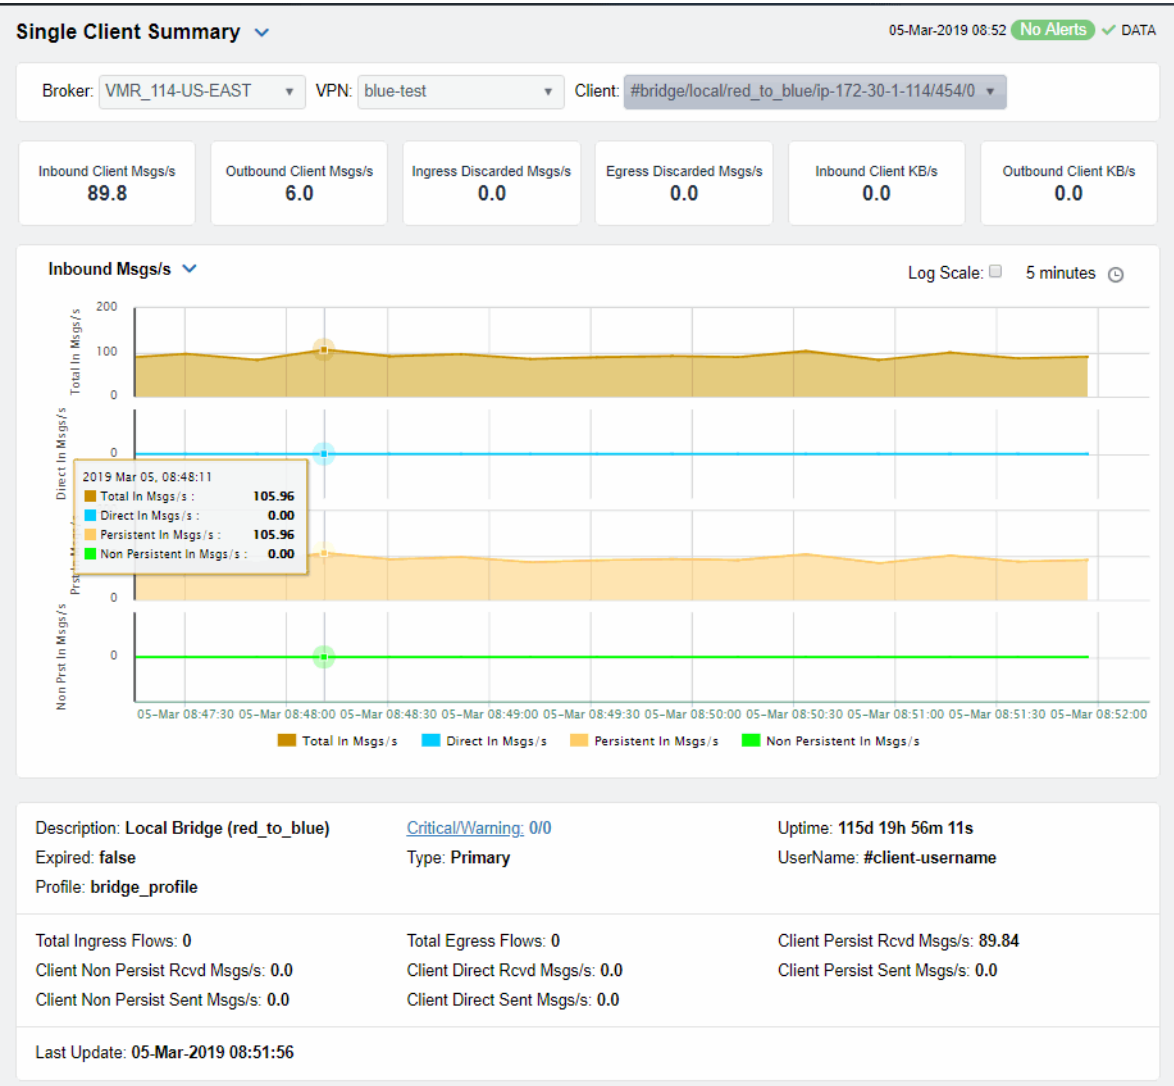 Single Client Summary
05-Mar-2019 08:52 No Alerts DATA
Broker: VMR_114-US-EAST VPN: blue-test Client: #bridge/local/red_to_blue/ip-172-30-1-114/454/0
Inbound Client Msgs/s
89.8
Outbound Client Msgs/s
6.0
Ingress Discarded Msgs/s
0.0
Egress Discarded Msgs/s
0.0
Inbound Client KB/s
0.0
Outbound Client KB/s
0.0
Inbound Msgs/s
Log Scale: 5 minutes
Total In Msgs/s
200
100
0
Direct In Msgs/s
0
2019 Mar 05, 08:48:11
Total In Msgs/s : 105.96
Direct In Msgs/s : 0.00
Persistent In Msgs/s : 105.96
Non Persistent In Msgs/s : 0.00
0
Non Prst In Msgs/s
0
05-Mar 08:47:30 05-Mar 08:48:00 05-Mar 08:48:30 05-Mar 08:49:00 05-Mar 08:49:30 05-Mar 08:50:00 05-Mar 08:50:30 05-Mar 08:51:00 05-Mar 08:51:30 05-Mar 08:52:00
Total In Msgs/s Direct In Msgs/s Persistent In Msgs/s Non Persistent In Msgs/s
Description: Local Bridge (red_to_blue) Critical/Warning: 0/0 Uptime: 115d 19h 56m 11s
Expired: false Type: Primary UserName: #client-username
Profile: bridge_profile
Total Ingress Flows: 0 Total Egress Flows: 0 Client Persist Rcvd Msgs/s: 89.84
Client Non Persist Rcvd Msgs/s: 0.0 Client Direct Rcvd Msgs/s: 0.0 Client Persist Sent Msgs/s: 0.0
Client Non Persist Sent Msgs/s: 0.0 Client Direct Sent Msgs/s: 0.0
Last Update: 05-Mar-2019 08:51:56